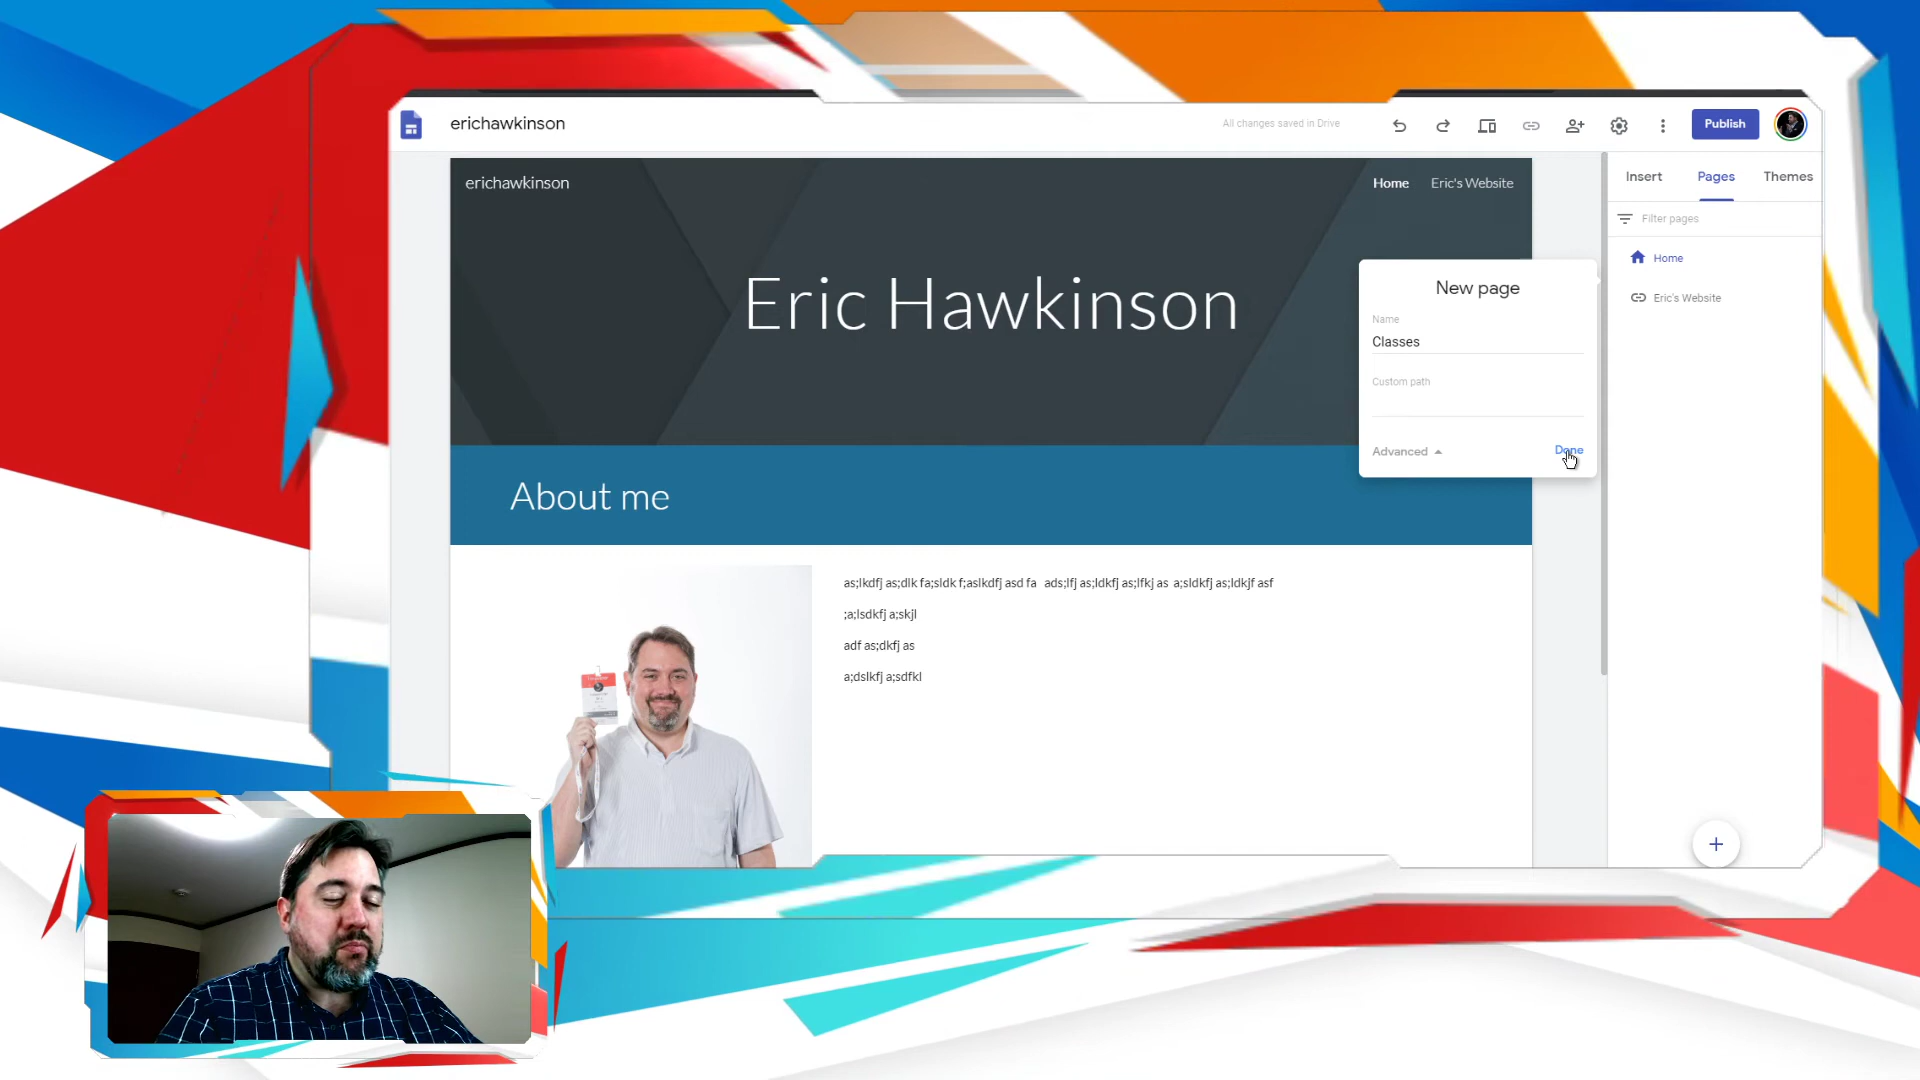 erichawkinson
All changes saved in Drive
Publish
erichawkinson
Home
Eric's Website
Insert
Pages
Themes
Filter pages
Home
Eric's Website
Eric Hawkinson
New page
Name
Classes
Custom path
Advanced
Done
About me
as;lkdfj as;dlk fa;sldk f;aslkdfj asd fa ads;lfj as;ldkfj as;lfkj as a;sldkfj as;ldkjf asf
;a;lsdkfj a;skjl
adf as;dkfj as
a;dslkfj a;sdfkl